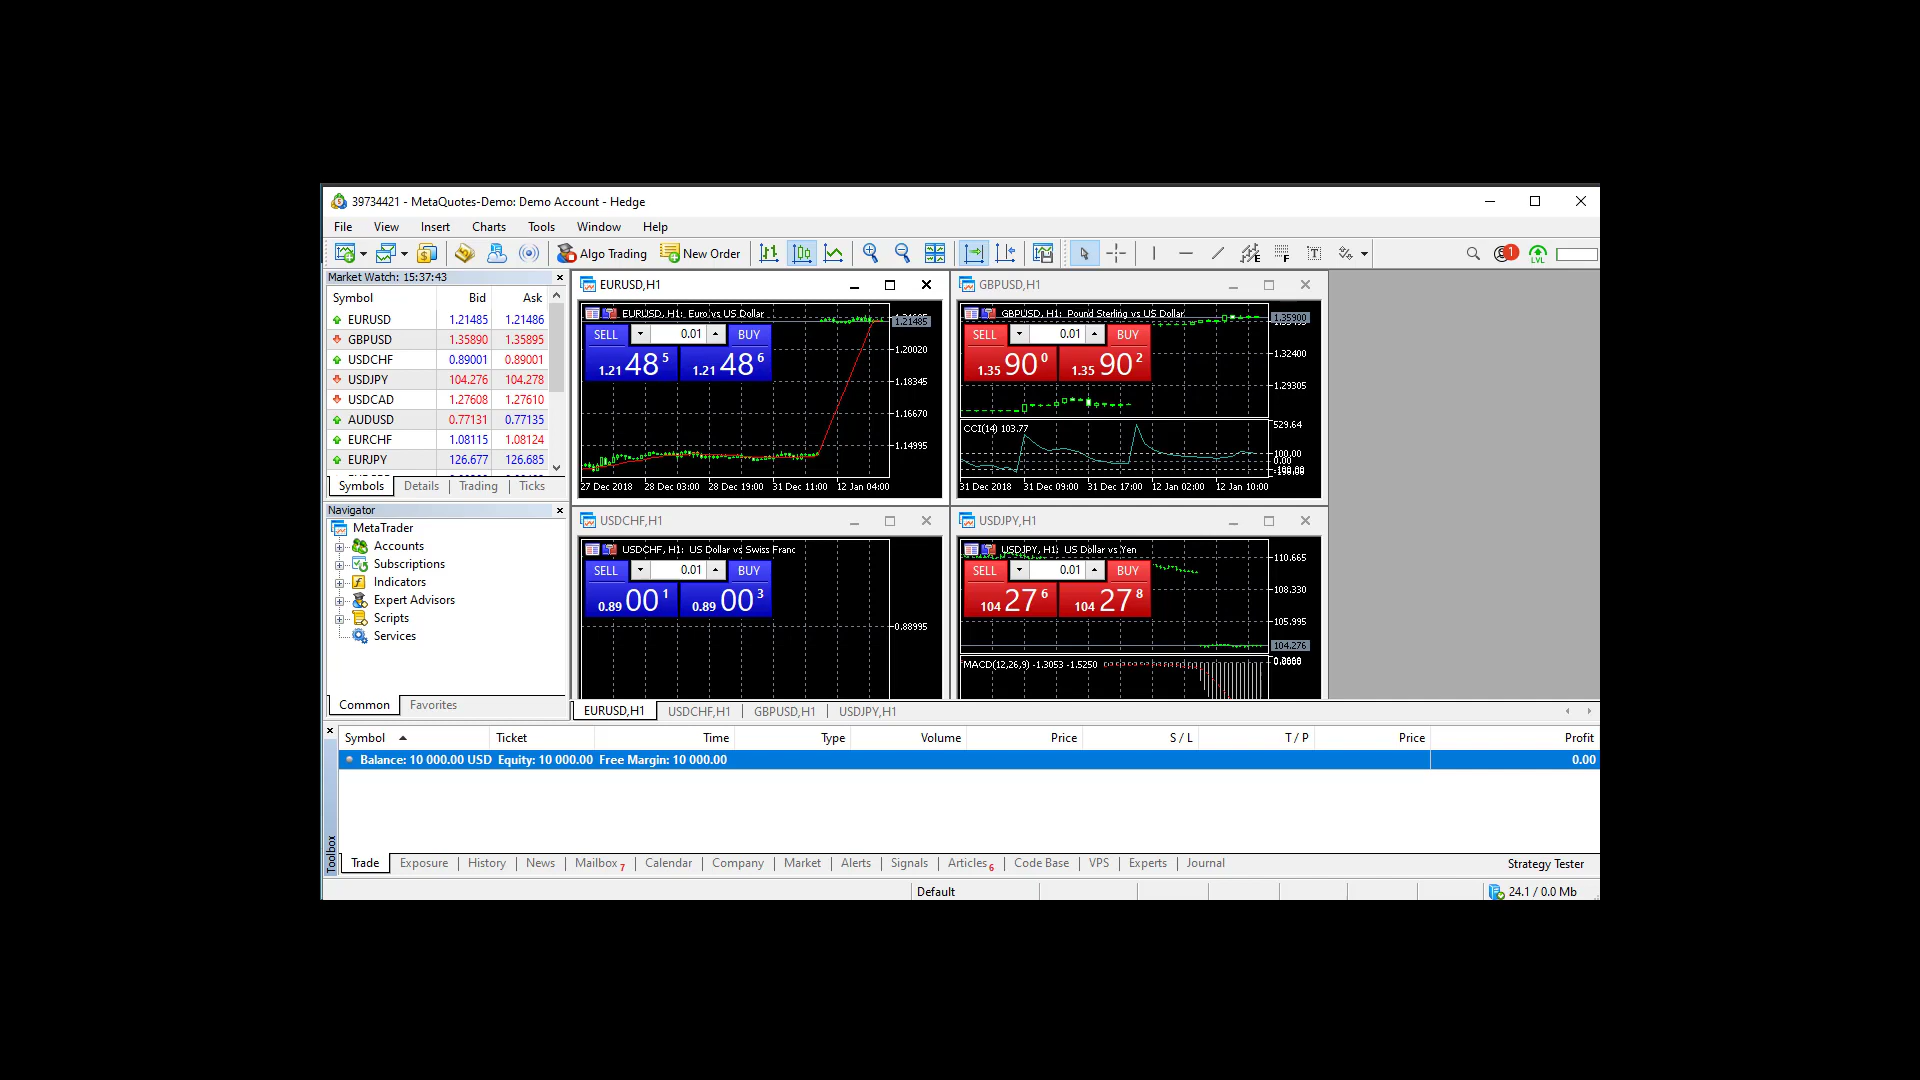 39734421 - MetaQuotes-Demo: Demo Account - Hedge
File View Insert Charts Tools Window Help
Algo Trading New Order 1 LVL
Market Watch: 15:37:43
Symbol Bid Ask
EURUSD 1.21485 1.21486
GBPUSD 1.35890 1.35895
USDCHF 0.89001 0.89001
USDJPY 104.276 104.278
USDCAD 1.27608 1.27610
AUDUSD 0.77131 0.77135
EURCHF 1.08115 1.08124
EURJPY 126.677 126.685
Symbols Details Trading Ticks
Navigator
MetaTrader
Accounts
Subscriptions
Indicators
Expert Advisors
Scripts
Services
Common Favorites
EURUSD,H1
EURUSD, H1: Euro vs US Dollar
SELL 0.01 BUY
1.21 48 5 1.21 48 6
1.21485
1.20020
1.18345
1.16670
1.14995
27 Dec 2018 28 Dec 03:00 28 Dec 19:00 31 Dec 11:00 12 Jan 04:00
GBPUSD,H1
GBPUSD, H1: Pound Sterling vs US Dollar
SELL 0.01 BUY
1.35 90 0 1.35 90 2
1.35900
1.32400
1.29305
CCI(14) 103.77
529.64
100.00
0.00
31 Dec 2018 31 Dec 09:00 31 Dec 17:00 12 Jan 02:00 12 Jan 10:00
USDCHF,H1
USDCHF, H1: US Dollar vs Swiss Franc
SELL 0.01 BUY
0.89 00 1 0.89 00 3
0.88995
USDJPY,H1
USDJPY, H1: US Dollar vs Yen
SELL 0.01 BUY
104 27 6 104 27 8
110.665
108.330
105.995
104.276
MACD(12,26,9) -1.3053 -1.5250
EURUSD,H1 USDCHF,H1 GBPUSD,H1 USDJPY,H1
Symbol Ticket Time Type Volume Price S / L T / P Price Profit
Balance: 10 000.00 USD Equity: 10 000.00 Free Margin: 10 000.00 0.00
Toolbox
Trade Exposure History News Mailbox 7 Calendar Company Market Alerts Signals Articles 6 Code Base VPS Experts Journal Strategy Tester
Default 24.1 / 0.0 Mb